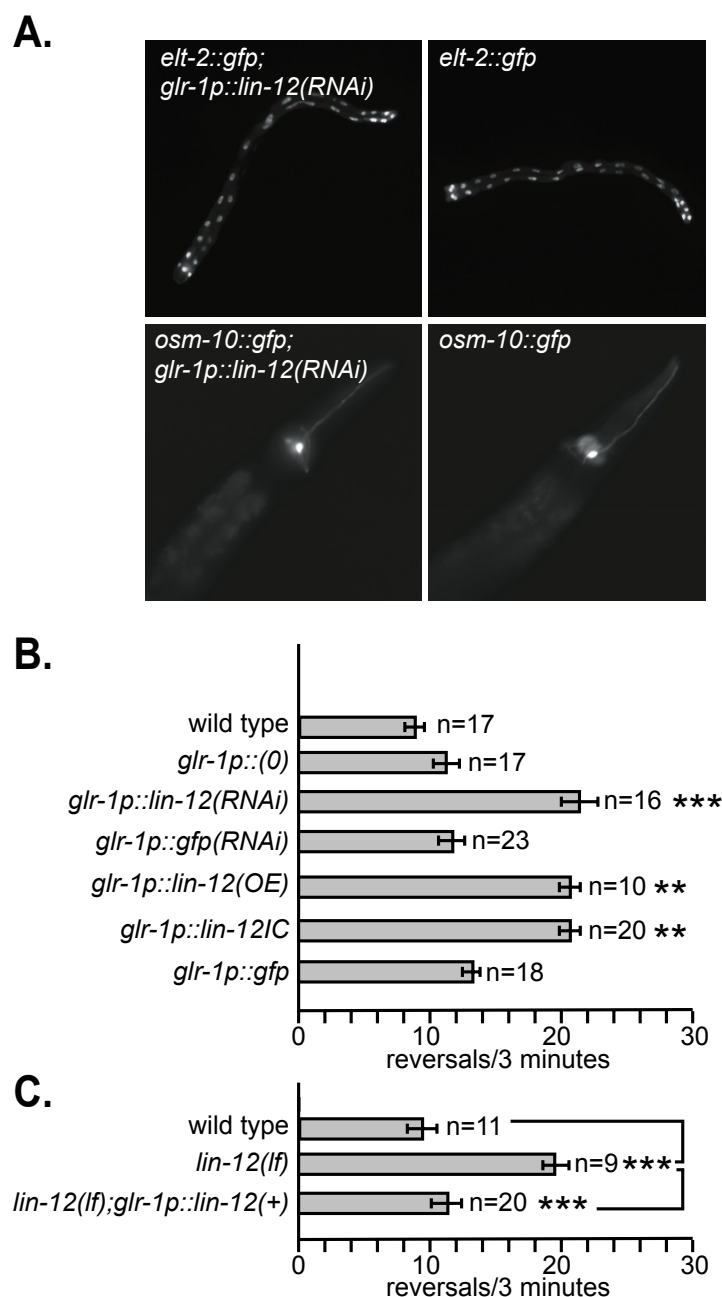 A.
elt-2::gfp;
glr-1p::lin-12(RNAi)
elt-2::gfp
osm-10::gfp;
glr-1p::lin-12(RNAi)
osm-10::gfp
B.
wild type n=17
glr-1p::(0) n=17
glr-1p::lin-12(RNAi) n=16 ***
glr-1p::gfp(RNAi) n=23
glr-1p::lin-12(OE) n=10 **
glr-1p::lin-12IC n=20 **
glr-1p::gfp n=18
0 10 20 30
reversals/3 minutes
C.
wild type n=11
lin-12(lf) n=9 ***
lin-12(lf);glr-1p::lin-12(+) n=20 ***
0 10 20 30
reversals/3 minutes